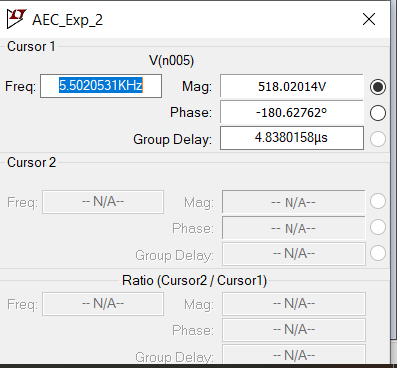 AEC_Exp_2
Cursor 1
V(n005)
Freq: 5.5020531KHz Mag: 518.02014V
Phase: -180.62762°
Group Delay: 4.8380158µs
Cursor 2
Freq: -- N/A-- Mag: -- N/A--
Phase: -- N/A--
Group Delay: -- N/A--
Ratio (Cursor2 / Cursor1)
Freq: -- N/A-- Mag: -- N/A--
Phase: -- N/A--
Group Delay: -- N/A--